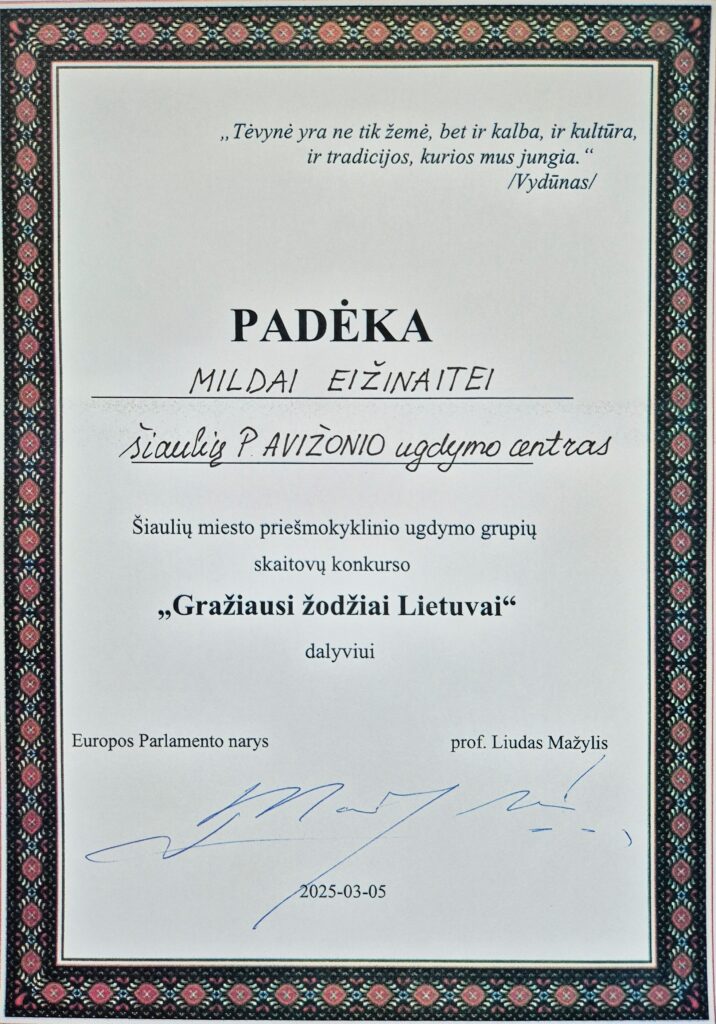 „Tėvynė yra ne tik žemė, bet ir kalba, ir kultūra,
ir tradicijos, kurios mus jungia.“
/Vydūnas/
PADĖKA
MILDAI EIŽINAITEI
šiaulių P. AVIŽONIO ugdymo centras
Šiaulių miesto priešmokyklinio ugdymo grupių
skaitovų konkurso
„Gražiausi žodžiai Lietuvai“
dalyviui
Europos Parlamento narys prof. Liudas Mažylis
2025-03-05